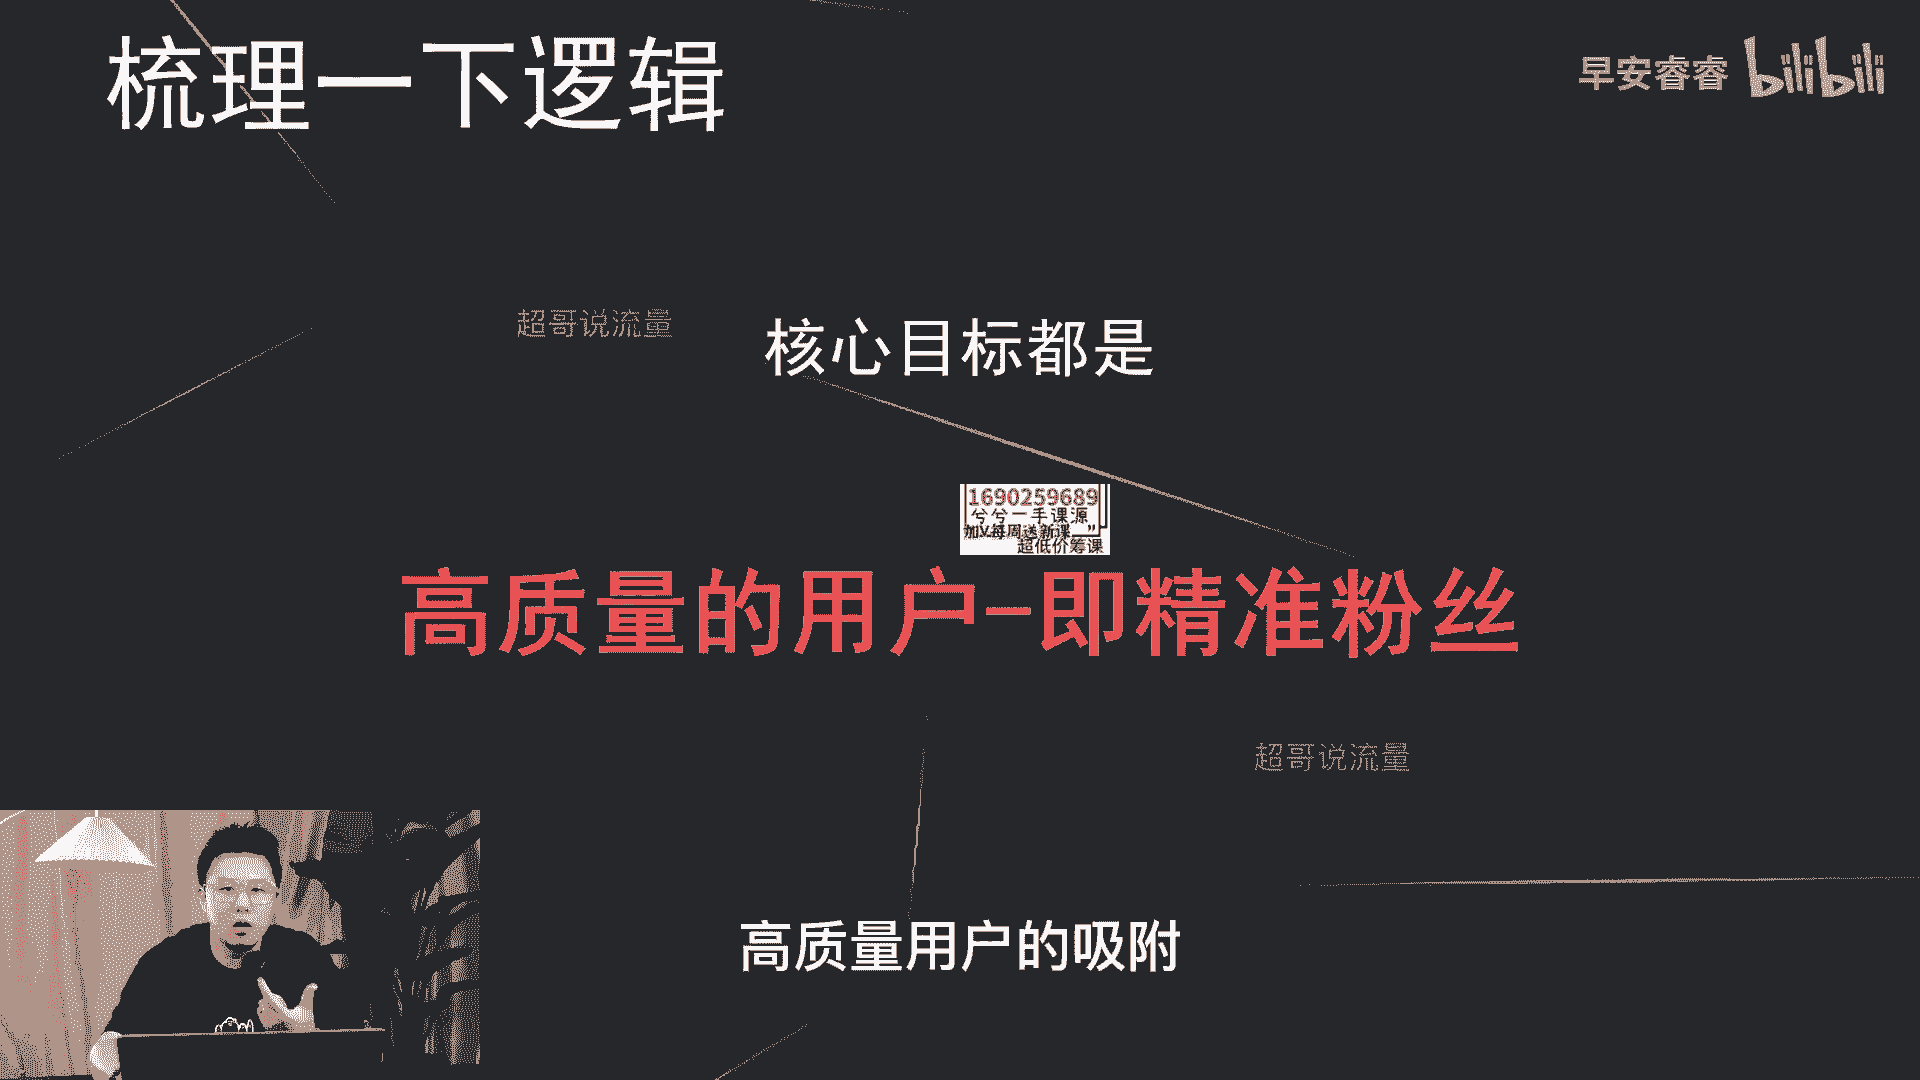 梳理一下逻辑
早安睿睿 bilibili
超哥说流量
核心目标都是
1690259689
兮兮一手课源
加V每周送新课
超低价筹课
高质量的用户-即精准粉丝
超哥说流量
高质量用户的吸附